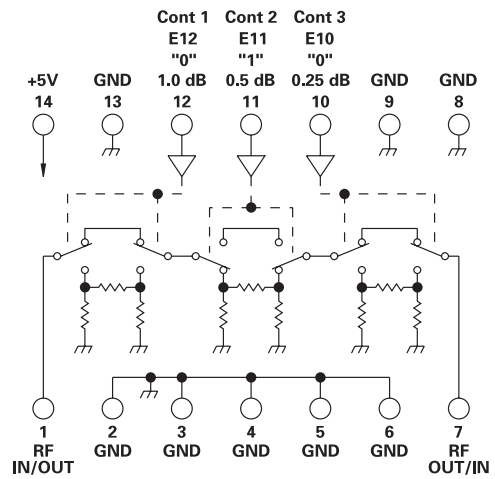 Cont 1 Cont 2 Cont 3
E12 E11 E10
"0" "1" "0"
+5V GND 1.0 dB 0.5 dB 0.25 dB GND GND
14 13 12 11 10 9 8
1 2 3 4 5 6 7
RF GND GND GND GND GND RF
IN/OUT OUT/IN